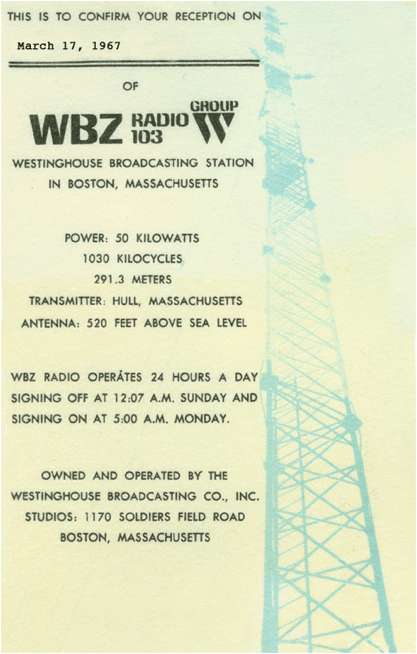 THIS IS TO CONFIRM YOUR RECEPTION ON
March 17, 1967
OF
WBZ RADIO 103 GROUP W
WESTINGHOUSE BROADCASTING STATION
IN BOSTON, MASSACHUSETTS
POWER: 50 KILOWATTS
1030 KILOCYCLES
291.3 METERS
TRANSMITTER: HULL, MASSACHUSETTS
ANTENNA: 520 FEET ABOVE SEA LEVEL
WBZ RADIO OPERATES 24 HOURS A DAY
SIGNING OFF AT 12:07 A.M. SUNDAY AND
SIGNING ON AT 5:00 A.M. MONDAY.
OWNED AND OPERATED BY THE
WESTINGHOUSE BROADCASTING CO., INC.
STUDIOS: 1170 SOLDIERS FIELD ROAD
BOSTON, MASSACHUSETTS